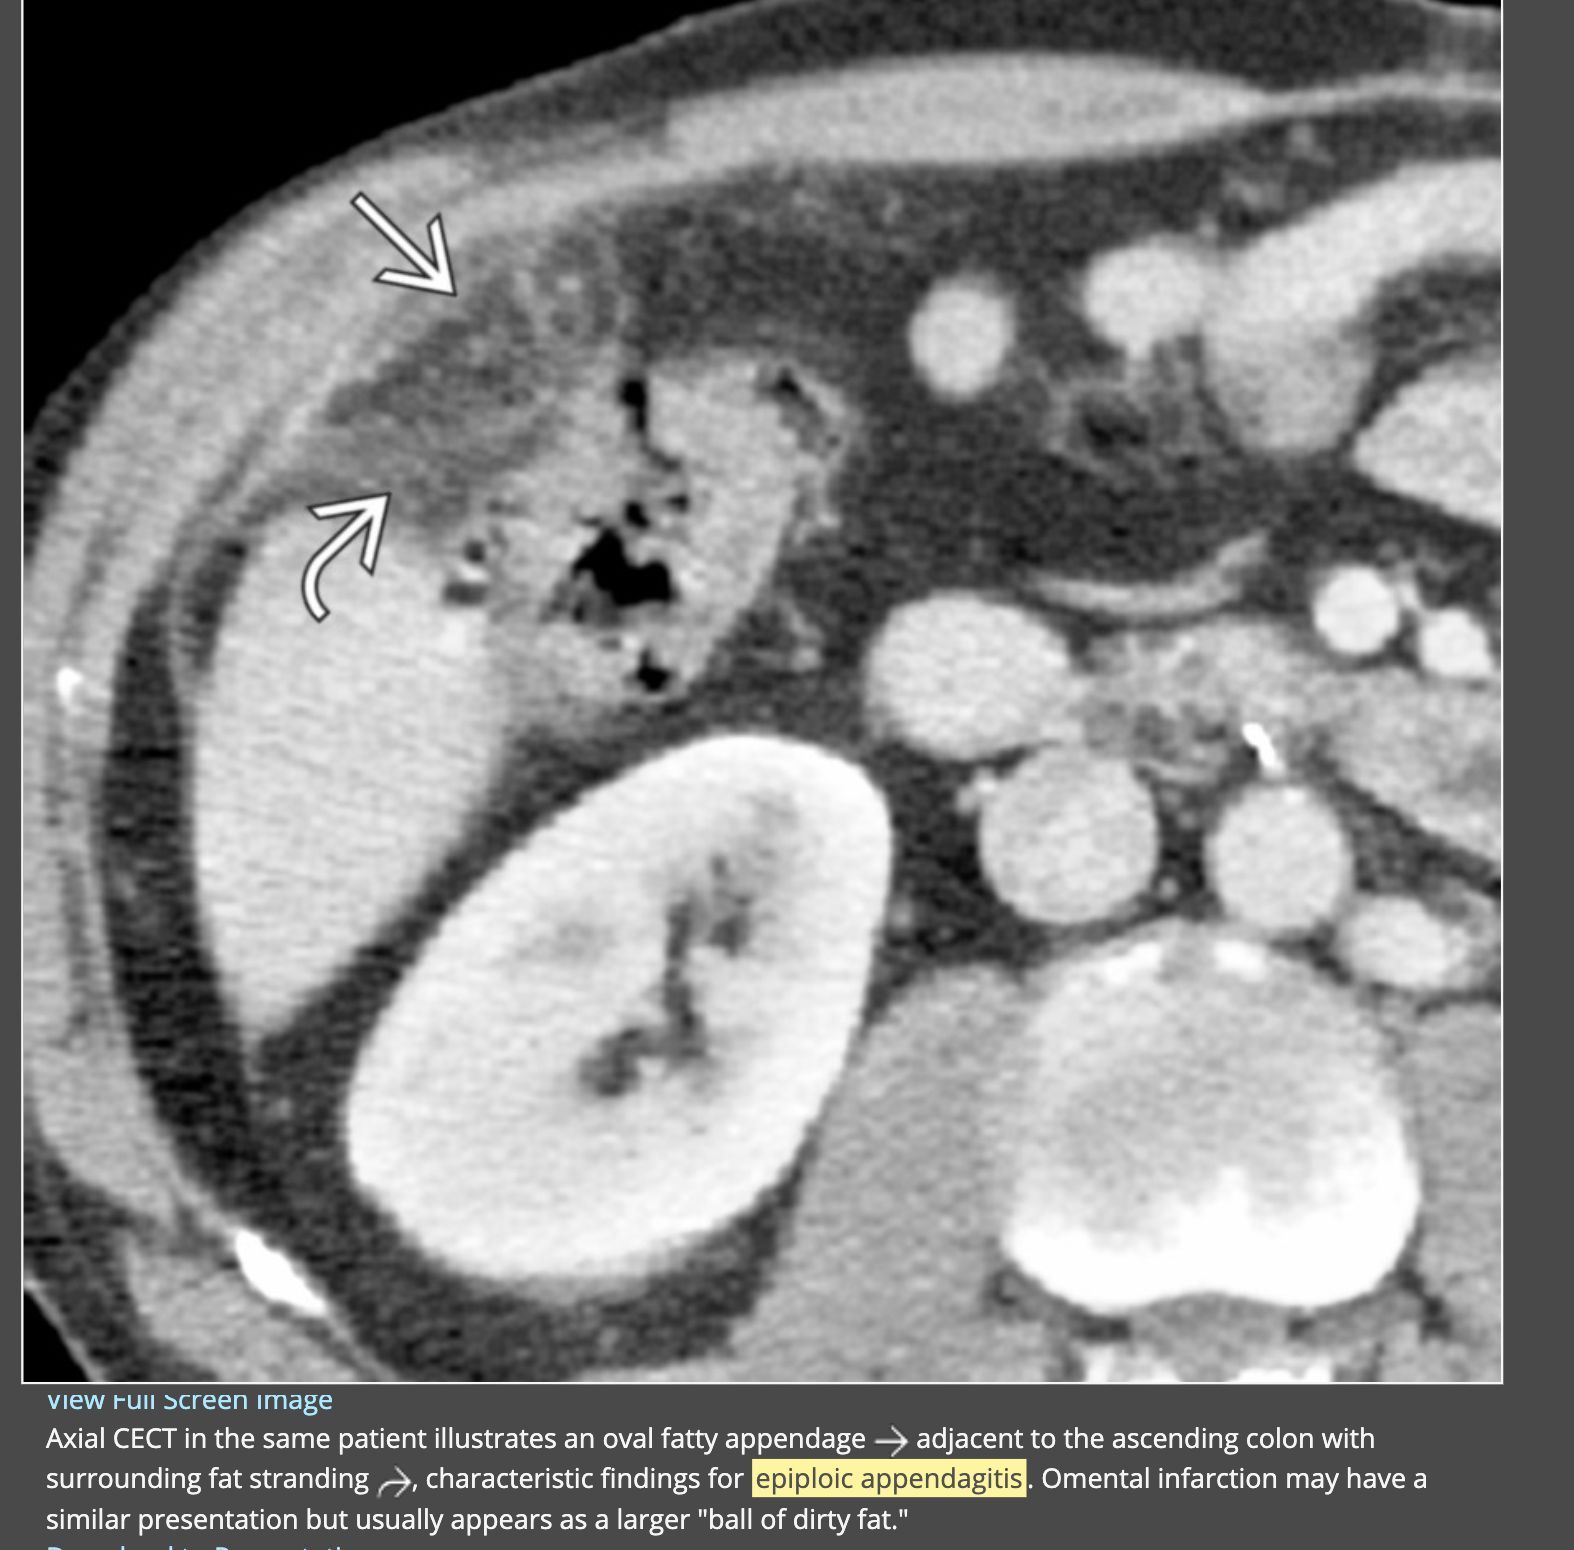 View Full Screen Image
Axial CECT in the same patient illustrates an oval fatty appendage → adjacent to the ascending colon with
surrounding fat stranding , characteristic findings for epiploic appendagitis. Omental infarction may have a
similar presentation but usually appears as a larger "ball of dirty fat."